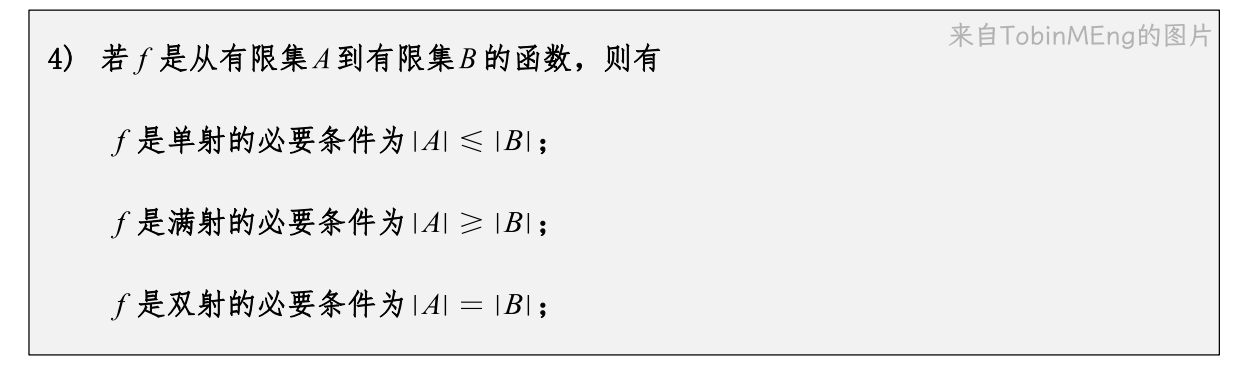 来自TobinMEng的图片
4) 若 f 是从有限集 A 到有限集 B 的函数，则有
f 是单射的必要条件为 |A| ⩽ |B|；
f 是满射的必要条件为 |A| ⩾ |B|；
f 是双射的必要条件为 |A| = |B|；